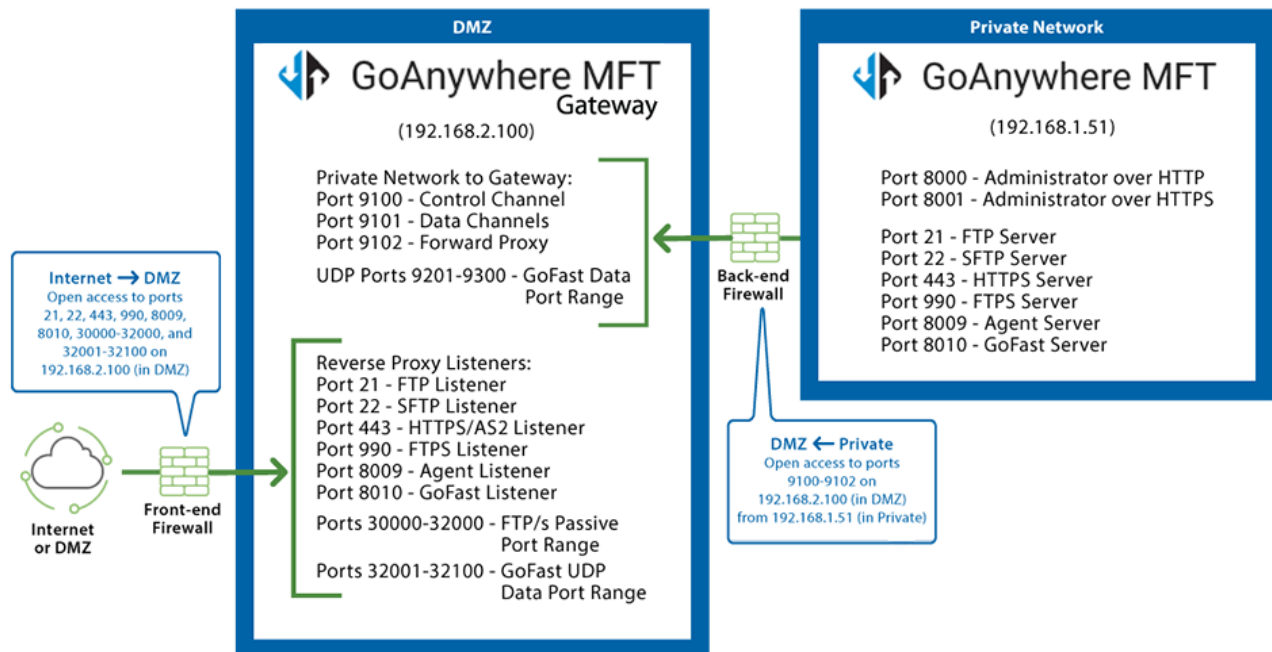 DMZ
GoAnywhere MFT
Gateway
(192.168.2.100)
Private Network to Gateway:
Port 9100 - Control Channel
Port 9101 - Data Channels
Port 9102 - Forward Proxy
UDP Ports 9201-9300 - GoFast Data
Port Range
Reverse Proxy Listeners:
Port 21 - FTP Listener
Port 22 - SFTP Listener
Port 443 - HTTPS/AS2 Listener
Port 990 - FTPS Listener
Port 8009 - Agent Listener
Port 8010 - GoFast Listener
Ports 30000-32000 - FTP/s Passive
Port Range
Ports 32001-32100 - GoFast UDP
Data Port Range
Internet → DMZ
Open access to ports
21, 22, 443, 990, 8009,
8010, 30000-32000, and
32001-32100 on
192.168.2.100 (in DMZ)
Internet
or DMZ
Front-end
Firewall
Back-end
Firewall
DMZ ← Private
Open access to ports
9100-9102 on
192.168.2.100 (in DMZ)
from 192.168.1.51 (in Private)
Private Network
GoAnywhere MFT
(192.168.1.51)
Port 8000 - Administrator over HTTP
Port 8001 - Administrator over HTTPS
Port 21 - FTP Server
Port 22 - SFTP Server
Port 443 - HTTPS Server
Port 990 - FTPS Server
Port 8009 - Agent Server
Port 8010 - GoFast Server